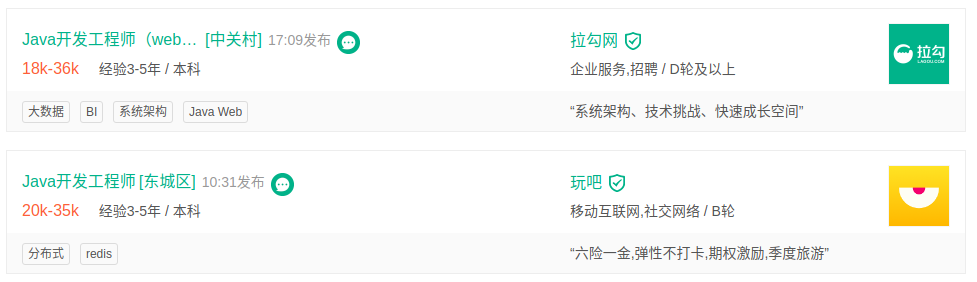 Java开发工程师（web... [中关村] 17:09发布
拉勾网
18k-36k 经验3-5年 / 本科
企业服务,招聘 / D轮及以上
拉勾
LAGOU.COM
大数据 BI 系统架构 Java Web
“系统架构、技术挑战、快速成长空间”
Java开发工程师 [东城区] 10:31发布
玩吧
20k-35k 经验3-5年 / 本科
移动互联网,社交网络 / B轮
分布式 redis
“六险一金,弹性不打卡,期权激励,季度旅游”